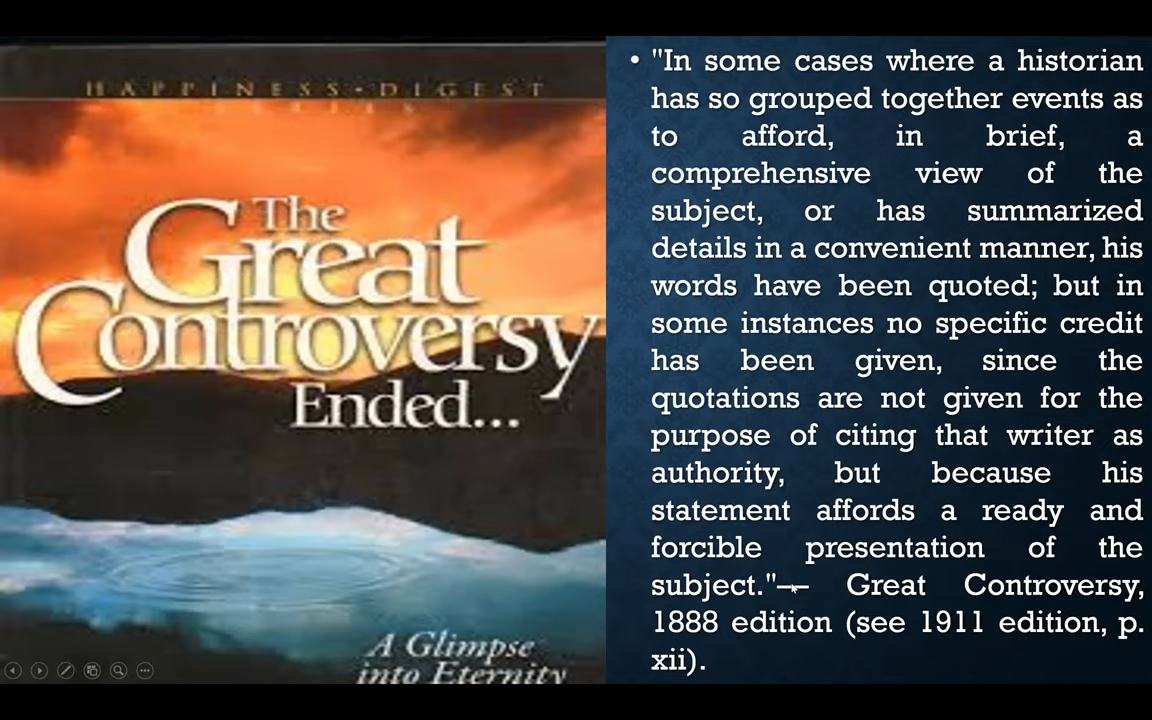 HAPPINESS•DIGEST
The
Great
Controversy
Ended...
A Glimpse
into Eternity
• "In some cases where a historian
has so grouped together events as
to afford, in brief, a
comprehensive view of the
subject, or has summarized
details in a convenient manner, his
words have been quoted; but in
some instances no specific credit
has been given, since the
quotations are not given for the
purpose of citing that writer as
authority, but because his
statement affords a ready and
forcible presentation of the
subject."— Great Controversy,
1888 edition (see 1911 edition, p.
xii).